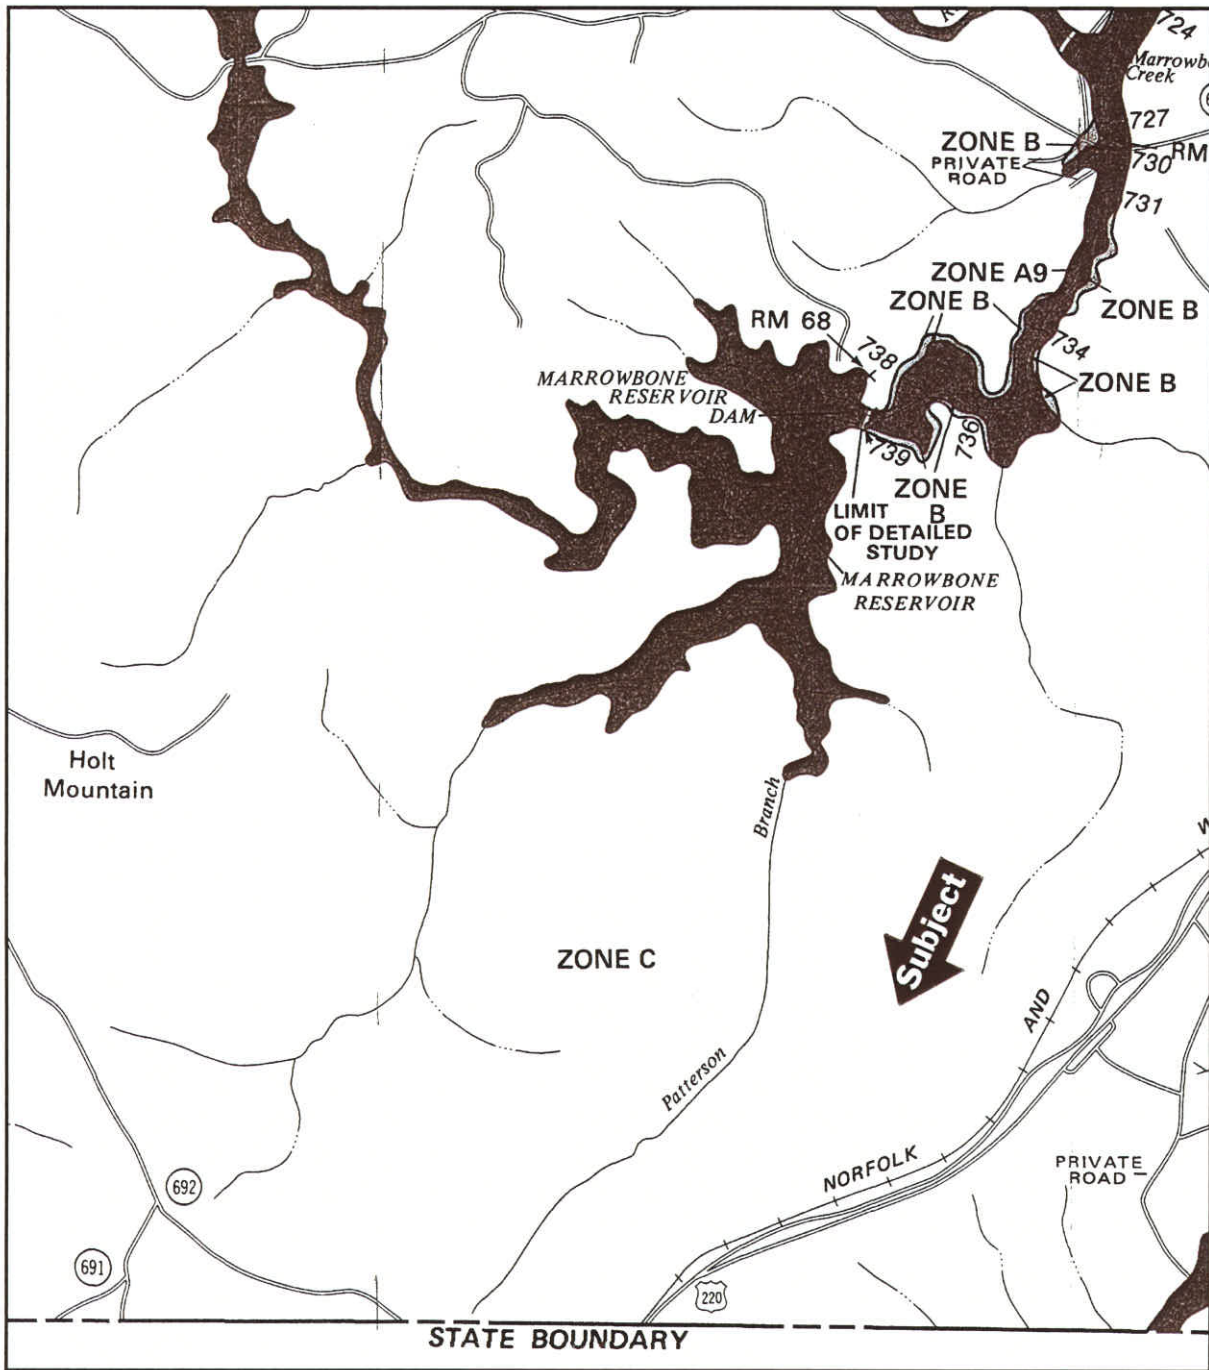 724
Marrowb
Creek
727
ZONE B
730
RM
PRIVATE
ROAD
731
ZONE A9
ZONE B
ZONE B
RM 68
738
734
MARROWBONE
RESERVOIR
DAM
ZONE B
739
736
ZONE
B
LIMIT
OF DETAILED
STUDY
MARROWBONE
RESERVOIR
Holt
Mountain
Branch
W
Subject
ZONE C
AND
Patterson
NORFOLK
PRIVATE
ROAD
692
691
220
STATE BOUNDARY